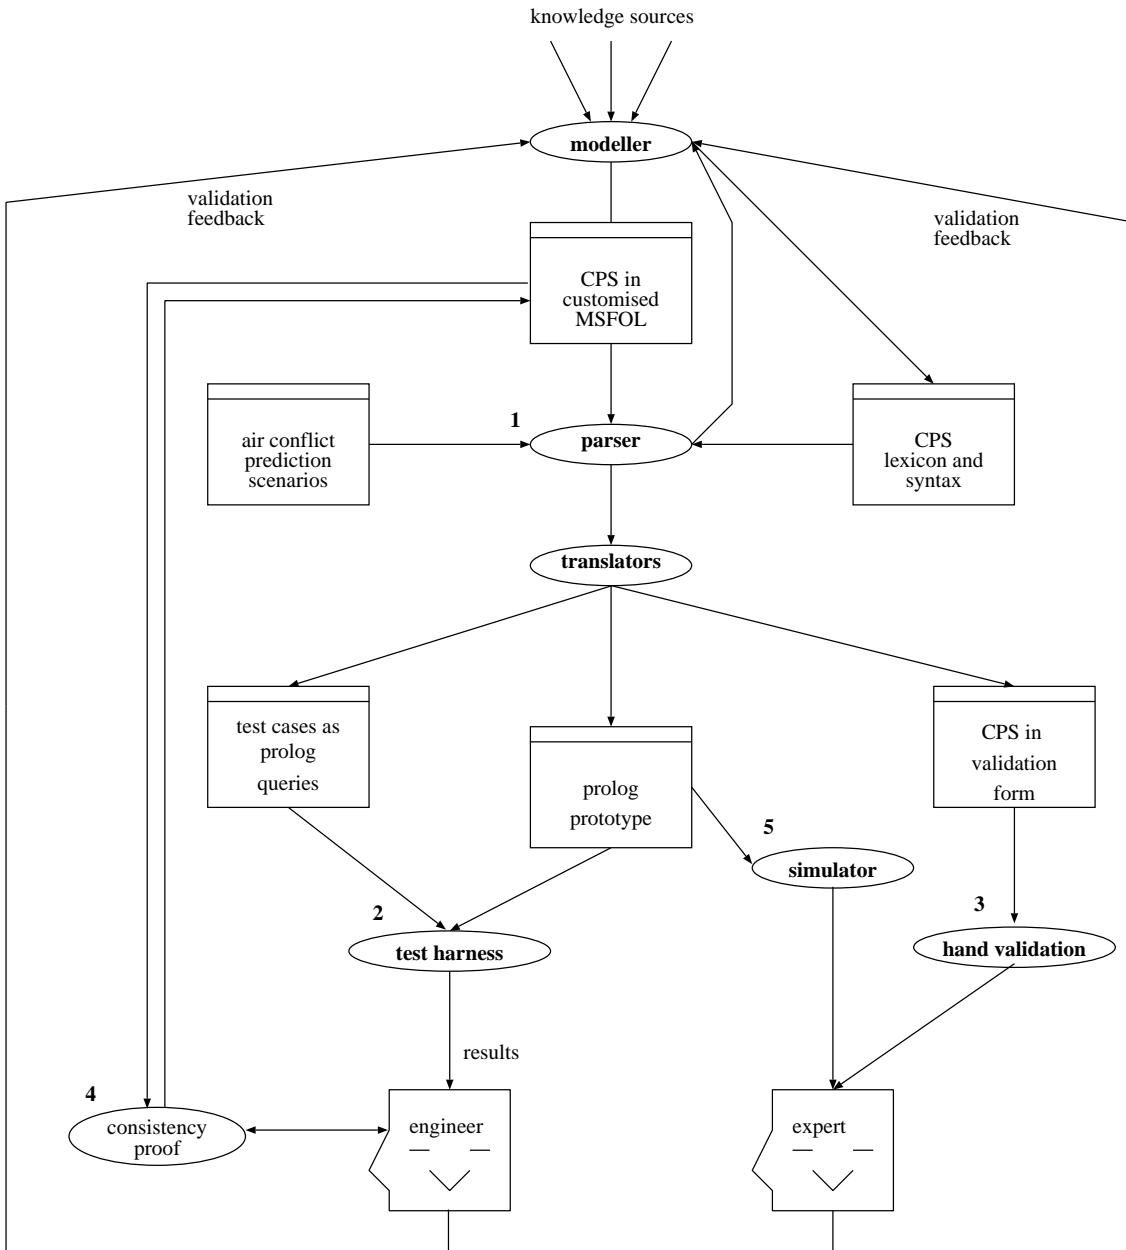 knowledge sources
modeller
validation
feedback
validation
feedback
CPS in
customised
MSFOL
1
air conflict
prediction
scenarios
parser
CPS
lexicon and
syntax
translators
test cases as
prolog
queries
prolog
prototype
CPS in
validation
form
5
simulator
2
test harness
3
hand validation
results
4
consistency
proof
engineer
expert